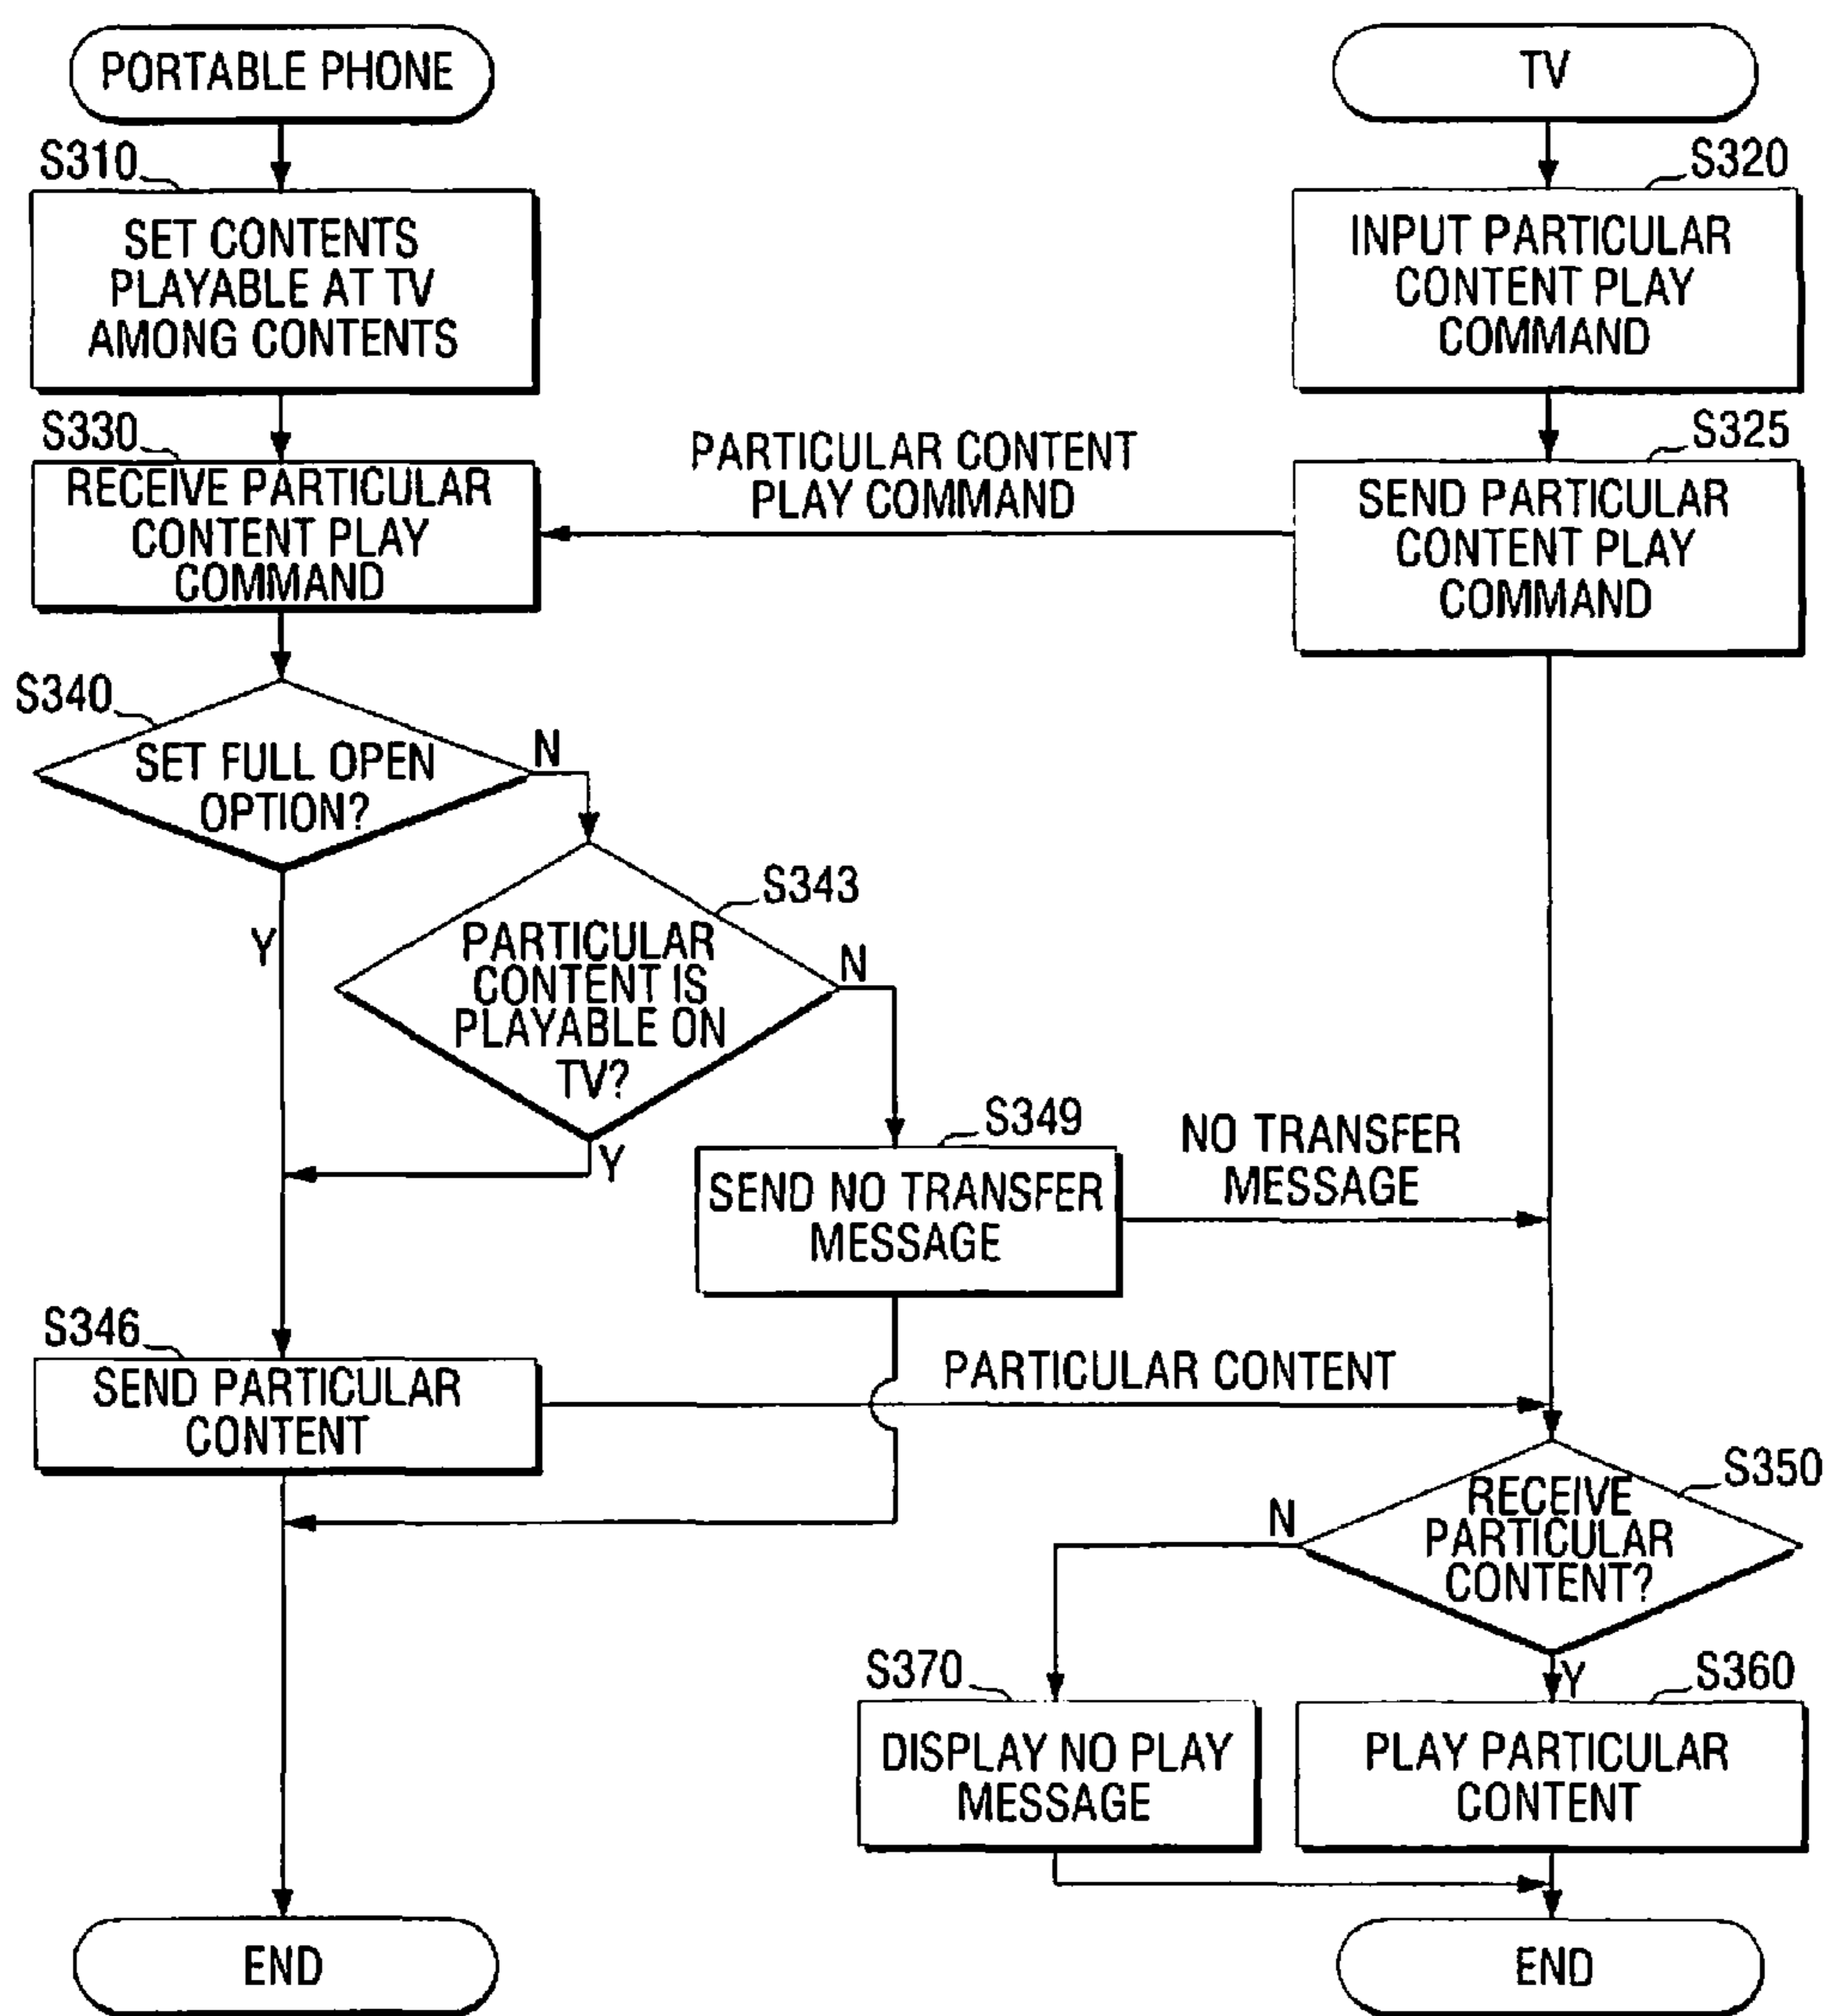 PORTABLE PHONE
TV
S310
SET CONTENTS
PLAYABLE AT TV
AMONG CONTENTS
S320
INPUT PARTICULAR
CONTENT PLAY
COMMAND
S330
RECEIVE PARTICULAR
CONTENT PLAY
COMMAND
PARTICULAR CONTENT
PLAY COMMAND
S325
SEND PARTICULAR
CONTENT PLAY
COMMAND
S340
SET FULL OPEN
OPTION?
N
Y
S343
PARTICULAR
CONTENT IS
PLAYABLE ON
TV?
N
Y
S349
SEND NO TRANSFER
MESSAGE
NO TRANSFER
MESSAGE
S346
SEND PARTICULAR
CONTENT
PARTICULAR CONTENT
S350
RECEIVE
PARTICULAR
CONTENT?
N
Y
S370
DISPLAY NO PLAY
MESSAGE
S360
PLAY PARTICULAR
CONTENT
END
END